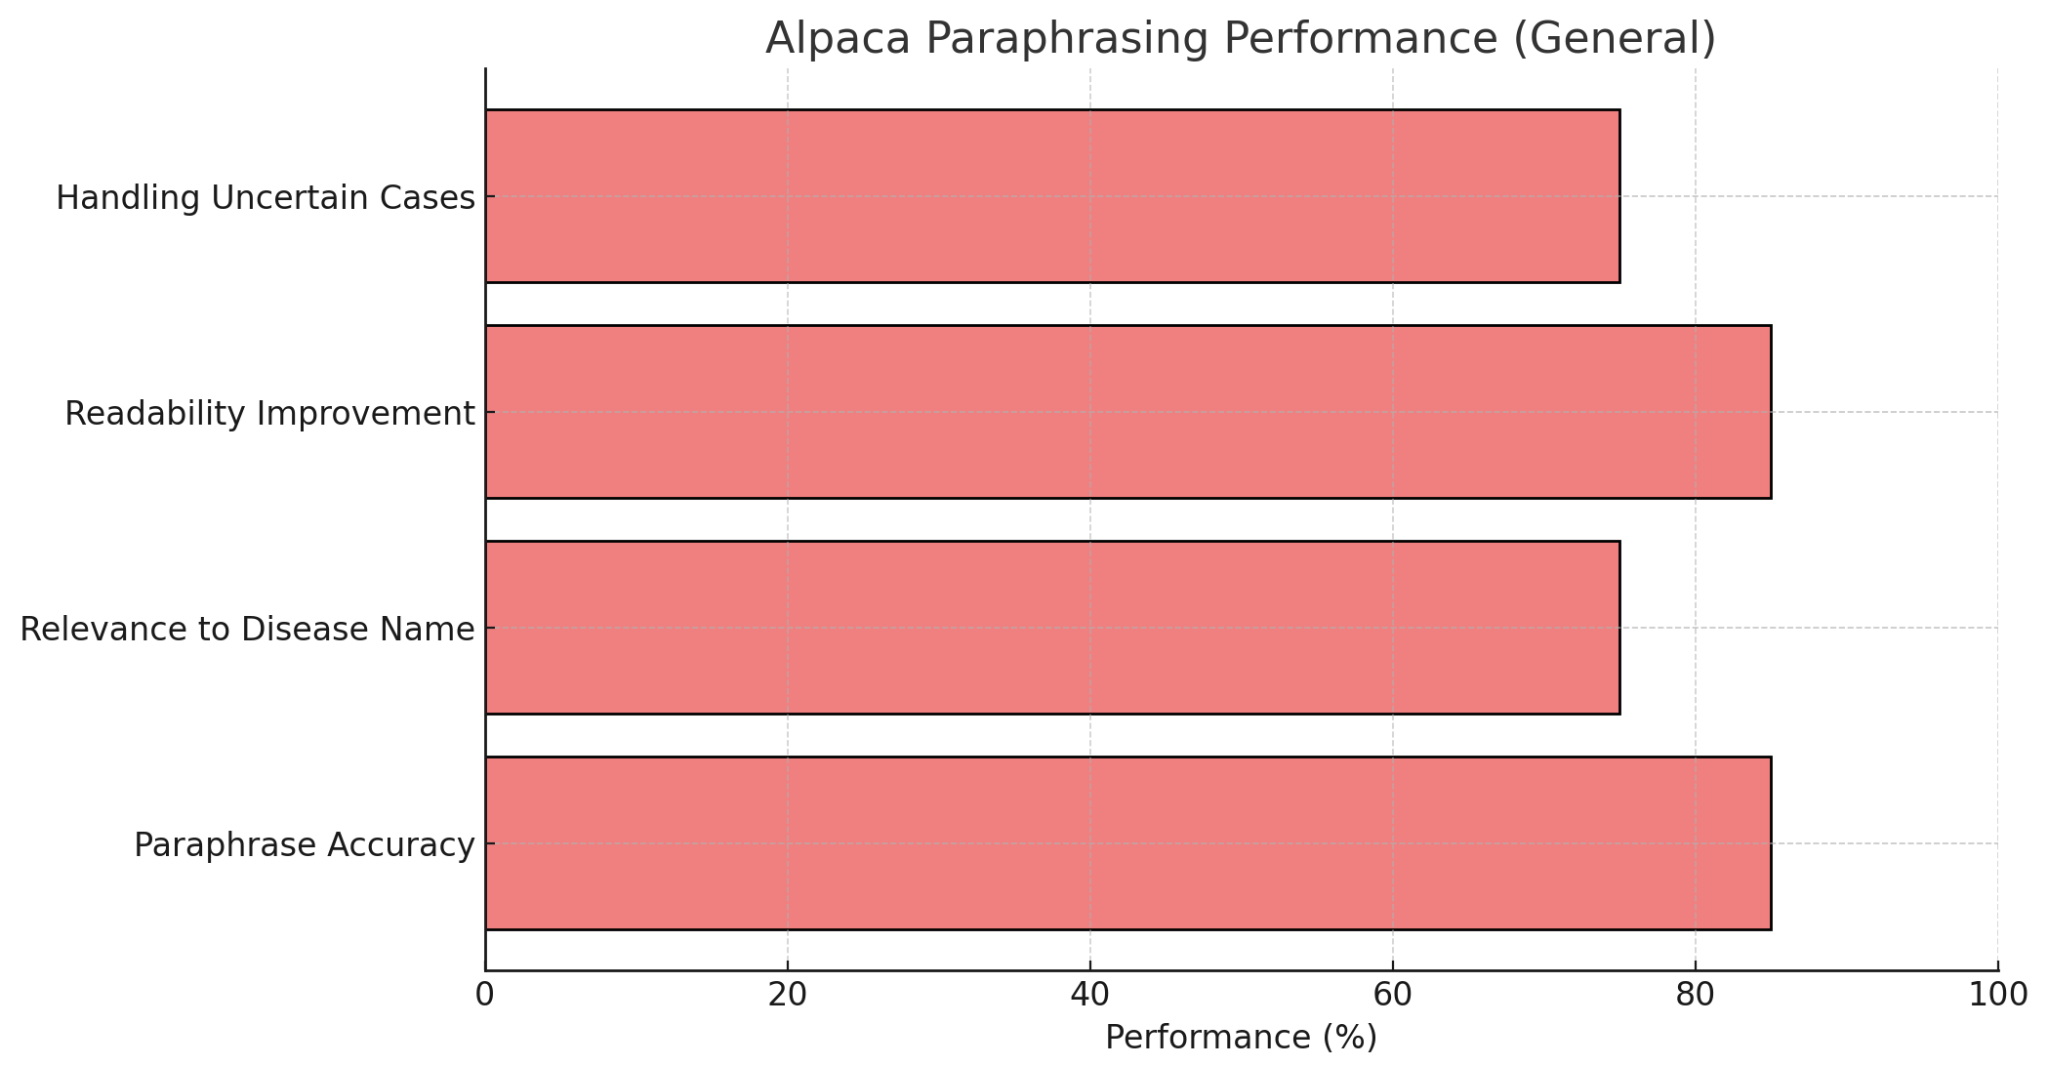 Alpaca Paraphrasing Performance (General)
Handling Uncertain Cases
Readability Improvement
Relevance to Disease Name
Paraphrase Accuracy
0 20 40 60 80 100
Performance (%)